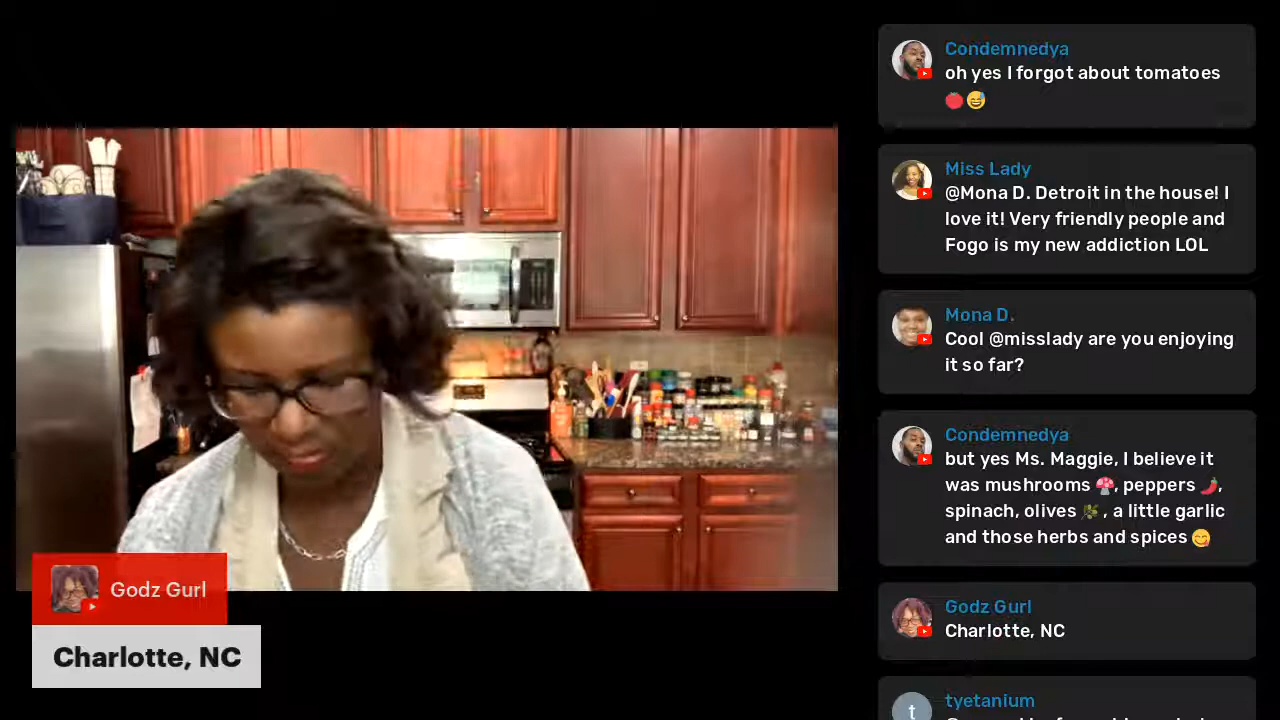 Condemnedya
oh yes I forgot about tomatoes
🍅😅
Miss Lady
@Mona D. Detroit in the house! I
love it! Very friendly people and
Fogo is my new addiction LOL
Mona D.
Cool @misslady are you enjoying
it so far?
Condemnedya
but yes Ms. Maggie, I believe it
was mushrooms 🍄, peppers 🌶️,
spinach, olives 🌿 , a little garlic
and those herbs and spices 😋
Godz Gurl
Charlotte, NC
t
tyetanium
Godz Gurl
Charlotte, NC